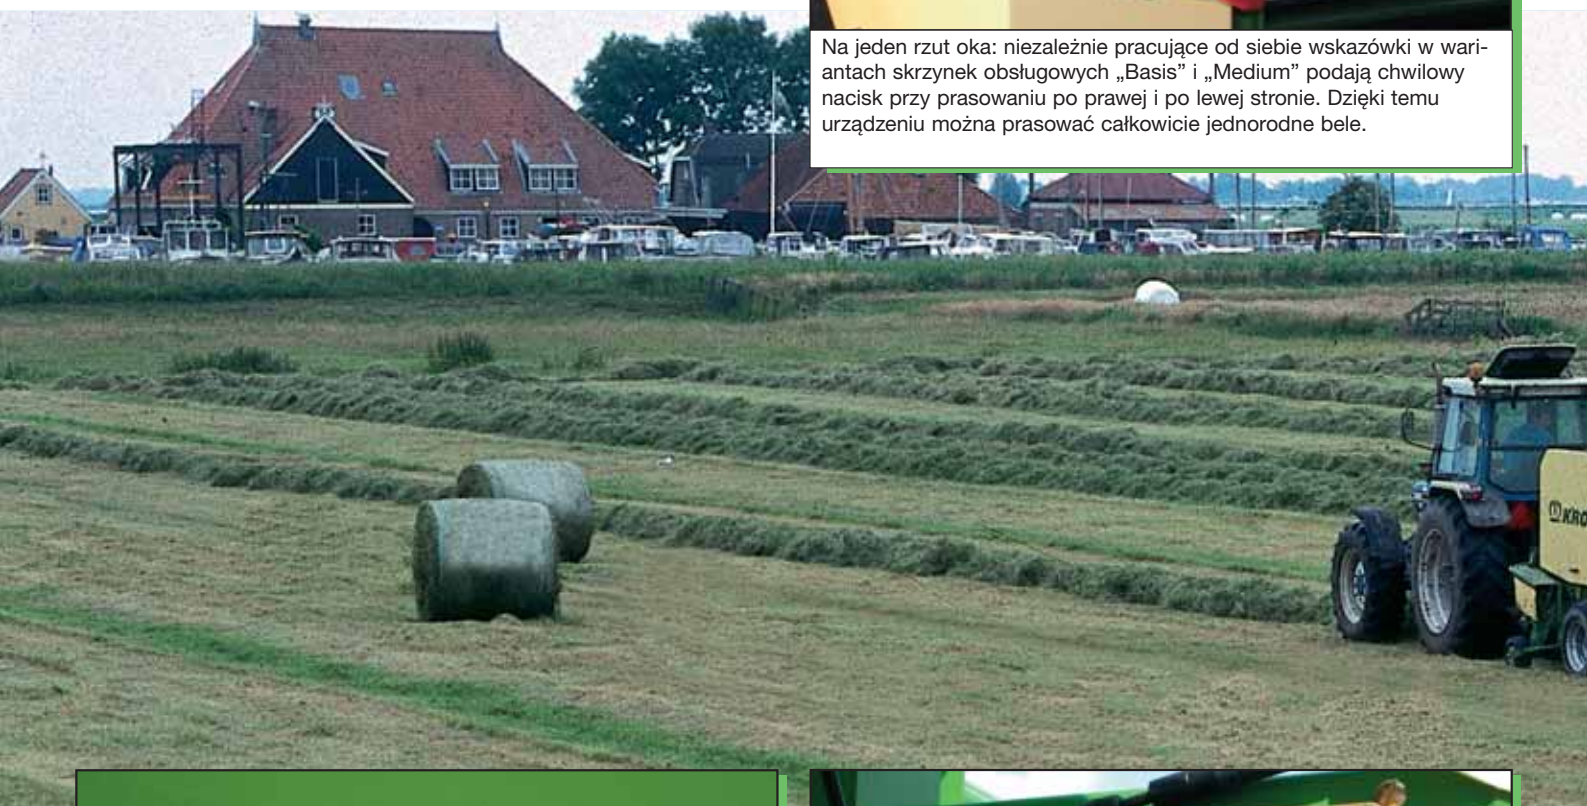 Na jeden rzut oka: niezależnie pracujące od siebie wskazówki w wari-
antach skrzynek obsługowych „Basis” i „Medium” podają chwilowy
nacisk przy prasowaniu po prawej i po lewej stronie. Dzięki temu
urządzeniu można prasować całkowicie jednorodne bele.
KRO